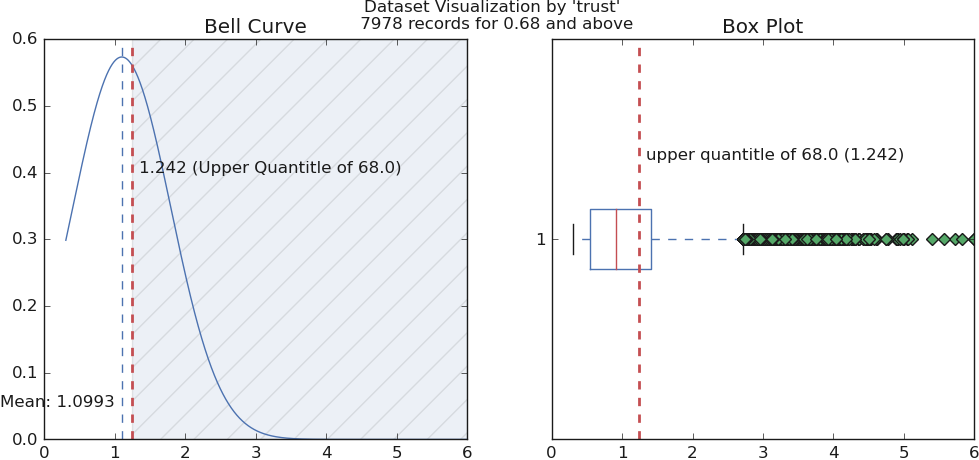 Dataset Visualization by 'trust'
7978 records for 0.68 and above
Bell Curve
0.6
0.5
0.4
0.3
0.2
0.1
0.0
1.242 (Upper Quantitle of 68.0)
Mean: 1.0993
0 1 2 3 4 5 6
Box Plot
upper quantitle of 68.0 (1.242)
1
0 1 2 3 4 5 6